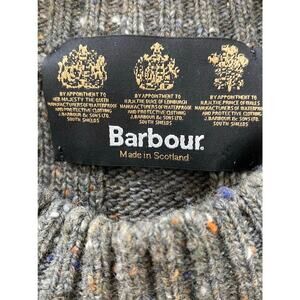 BY APPOINTMENT TO
HER MAJESTY THE QUEEN
MANUFACTURERS OF WATERPROOF
AND PROTECTIVE CLOTHING
J. BARBOUR & SONS LTD.
SOUTH SHIELDS
BY APPOINTMENT TO
H.R.H. THE DUKE OF EDINBURGH
MANUFACTURERS OF WATERPROOF
AND PROTECTIVE CLOTHING
J. BARBOUR & SONS LTD.
SOUTH SHIELDS
BY APPOINTMENT TO
H.R.H. THE PRINCE OF WALES
MANUFACTURERS OF WATERPROOF
AND PROTECTIVE CLOTHING
J. BARBOUR & SONS LTD.
SOUTH SHIELDS
Barbour.
Made in Scotland